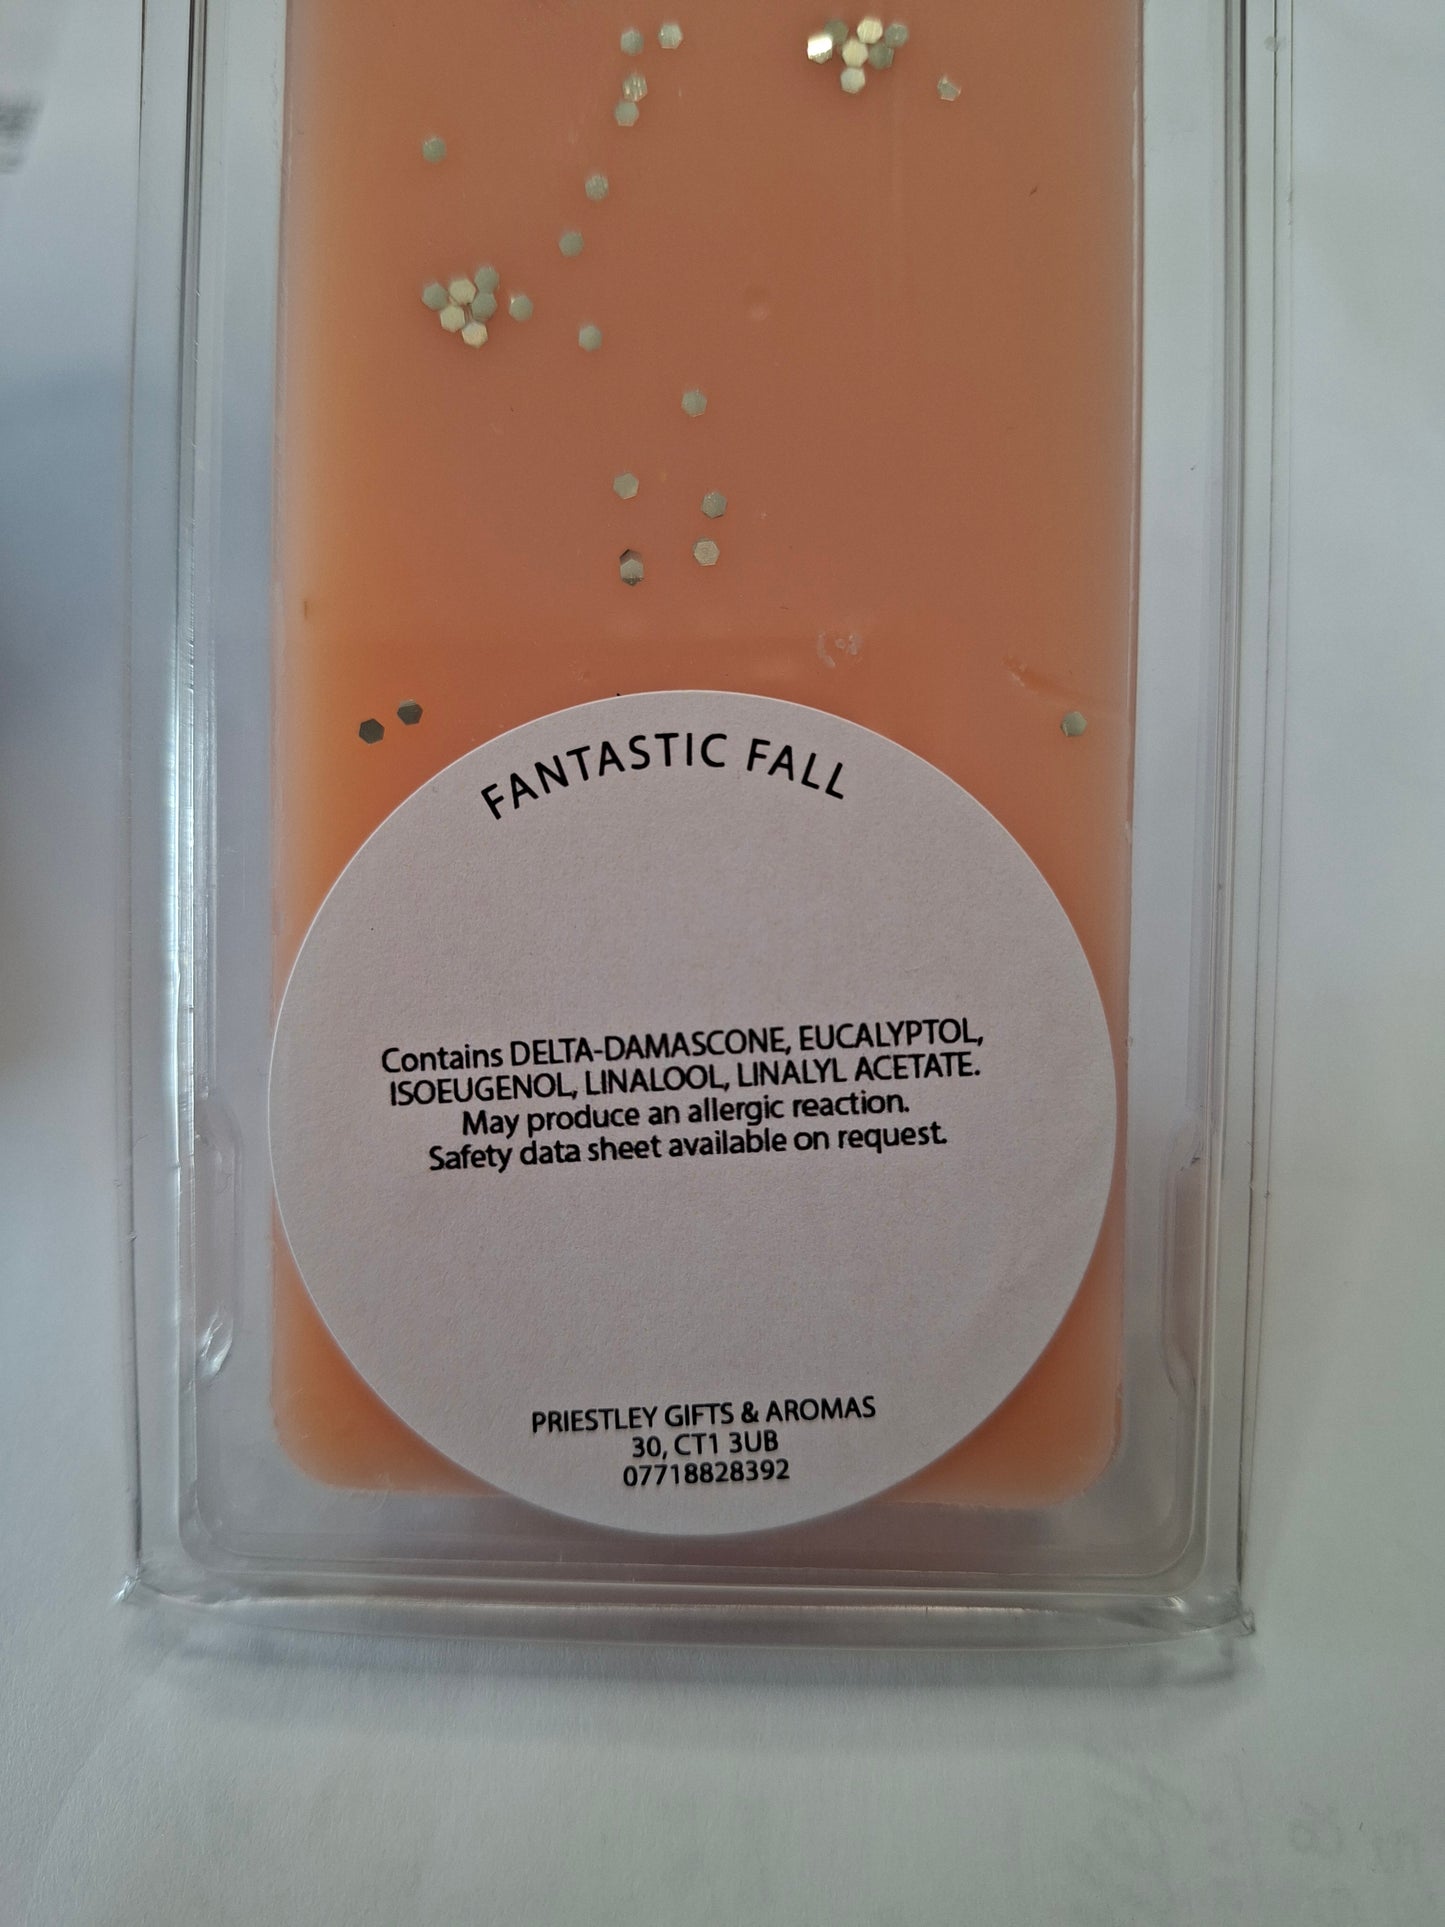 FANTASTIC FALL
Contains DELTA-DAMASCONE, EUCALYPTOL,
ISOEUGENOL, LINALOOL, LINALYL ACETATE.
May produce an allergic reaction.
Safety data sheet available on request.
PRIESTLEY GIFTS & AROMAS
30, CT1 3UB
07718828392